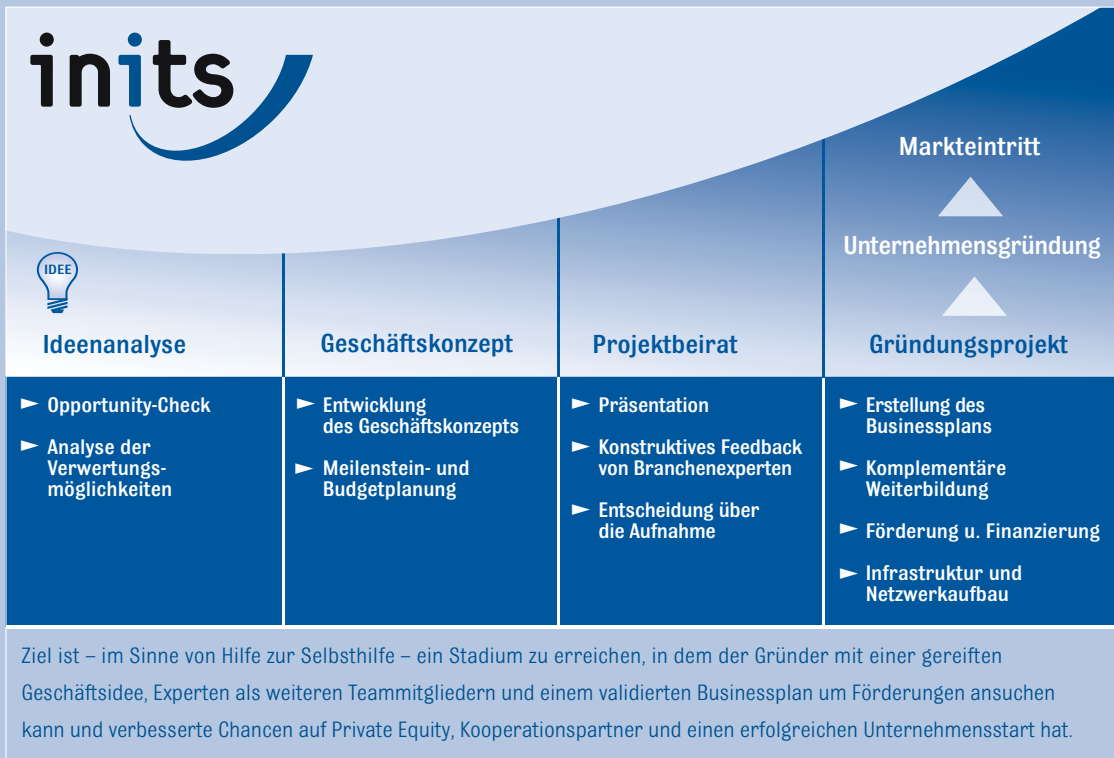 inits
IDEE
Ideenanalyse
► Opportunity-Check
► Analyse der
Verwertungs-
möglichkeiten
Geschäftskonzept
► Entwicklung
des Geschäftskonzepts
► Meilenstein- und
Budgetplanung
Projektbeirat
► Präsentation
► Konstruktives Feedback
von Branchenexperten
► Entscheidung über
die Aufnahme
Markteintritt
Unternehmensgründung
Gründungsprojekt
► Erstellung des
Businessplans
► Komplementäre
Weiterbildung
► Förderung u. Finanzierung
► Infrastruktur und
Netzwerkaufbau
Ziel ist – im Sinne von Hilfe zur Selbsthilfe – ein Stadium zu erreichen, in dem der Gründer mit einer gereiften
Geschäftsidee, Experten als weiteren Teammitgliedern und einem validierten Businessplan um Förderungen ansuchen
kann und verbesserte Chancen auf Private Equity, Kooperationspartner und einen erfolgreichen Unternehmensstart hat.